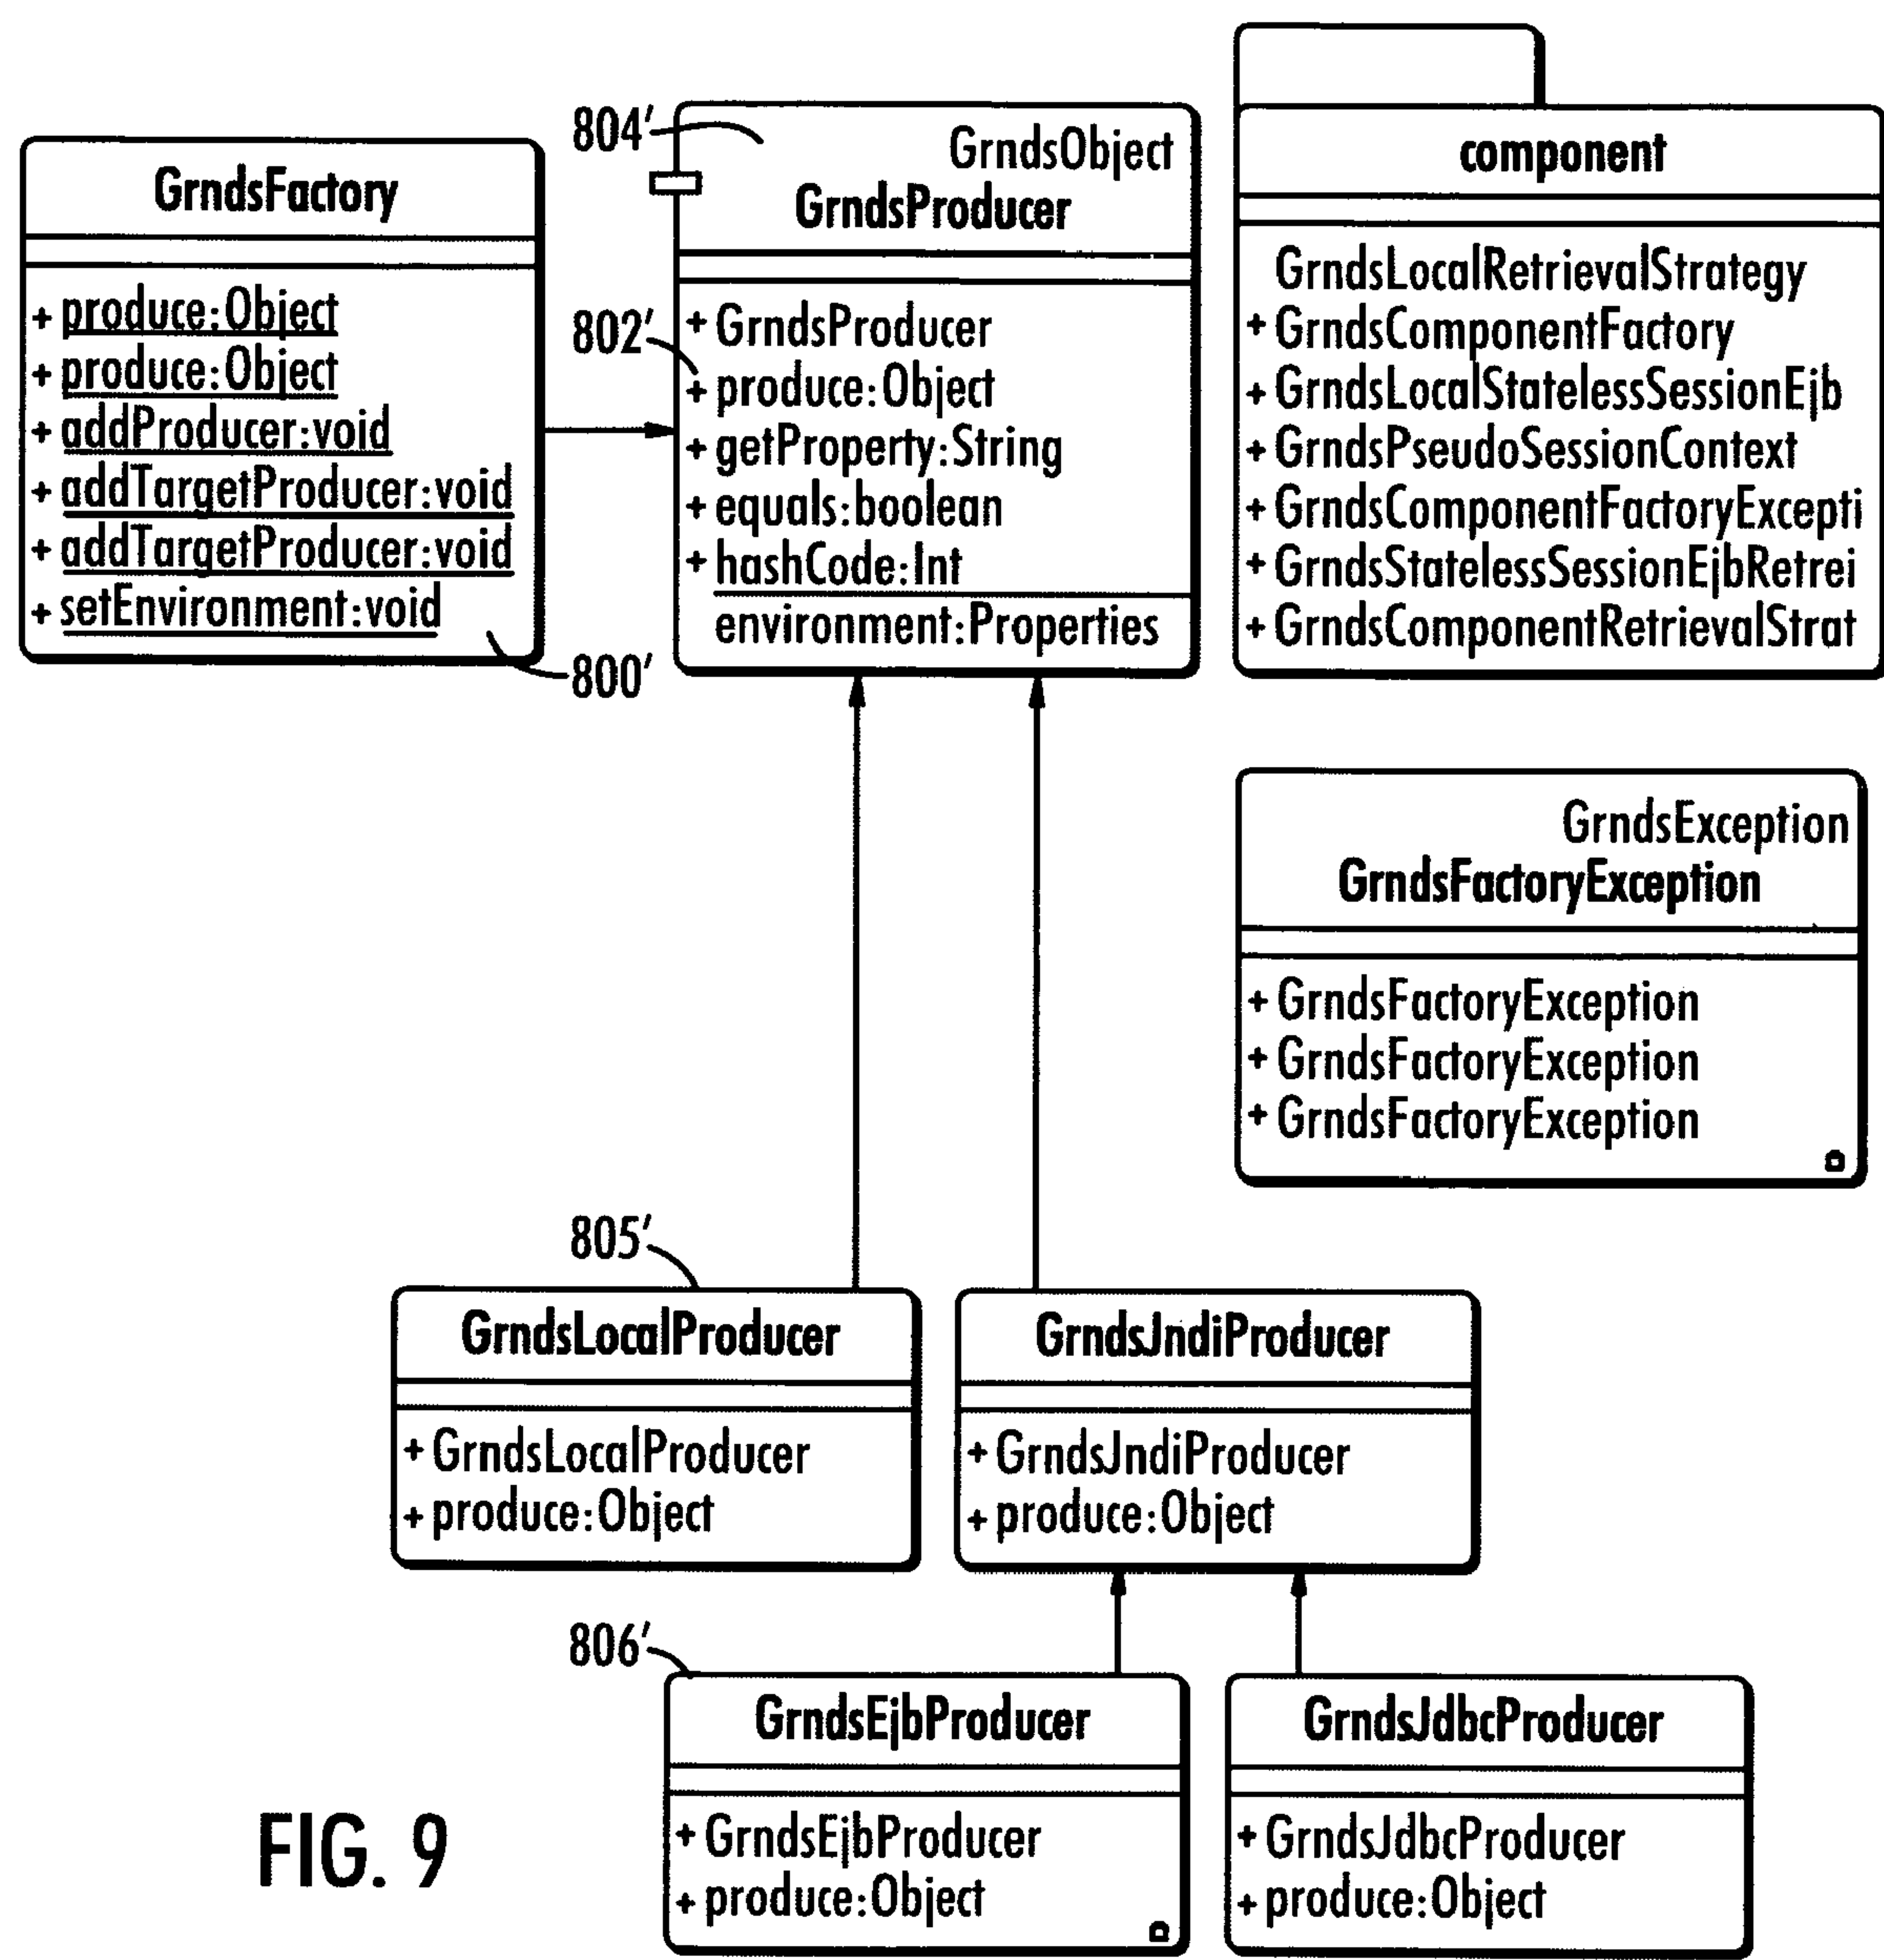 GrndsFactory
+ produce:Object
+ produce:Object
+ addProducer:void
+ addTargetProducer:void
+ addTargetProducer:void
+ setEnvironment:void
800'
804'
GrndsObject
GrndsProducer
802'
+ GrndsProducer
+ produce:Object
+ getProperty:String
+ equals:boolean
+ hashCode:Int
environment:Properties
component
GrndsLocalRetrievalStrategy
+ GrndsComponentFactory
+ GrndsLocalStatelessSessionEjb
+ GrndsPseudoSessionContext
+ GrndsComponentFactoryExcepti
+ GrndsStatelessSessionEjbRetrei
+ GrndsComponentRetrievalStrat
GrndsException
GrndsFactoryException
+ GrndsFactoryException
+ GrndsFactoryException
+ GrndsFactoryException
805'
GrndsLocalProducer
+ GrndsLocalProducer
+ produce:Object
GrndsJndiProducer
+ GrndsJndiProducer
+ produce:Object
806'
GrndsEjbProducer
+ GrndsEjbProducer
+ produce:Object
GrndsJdbcProducer
+ GrndsJdbcProducer
+ produce:Object
FIG. 9